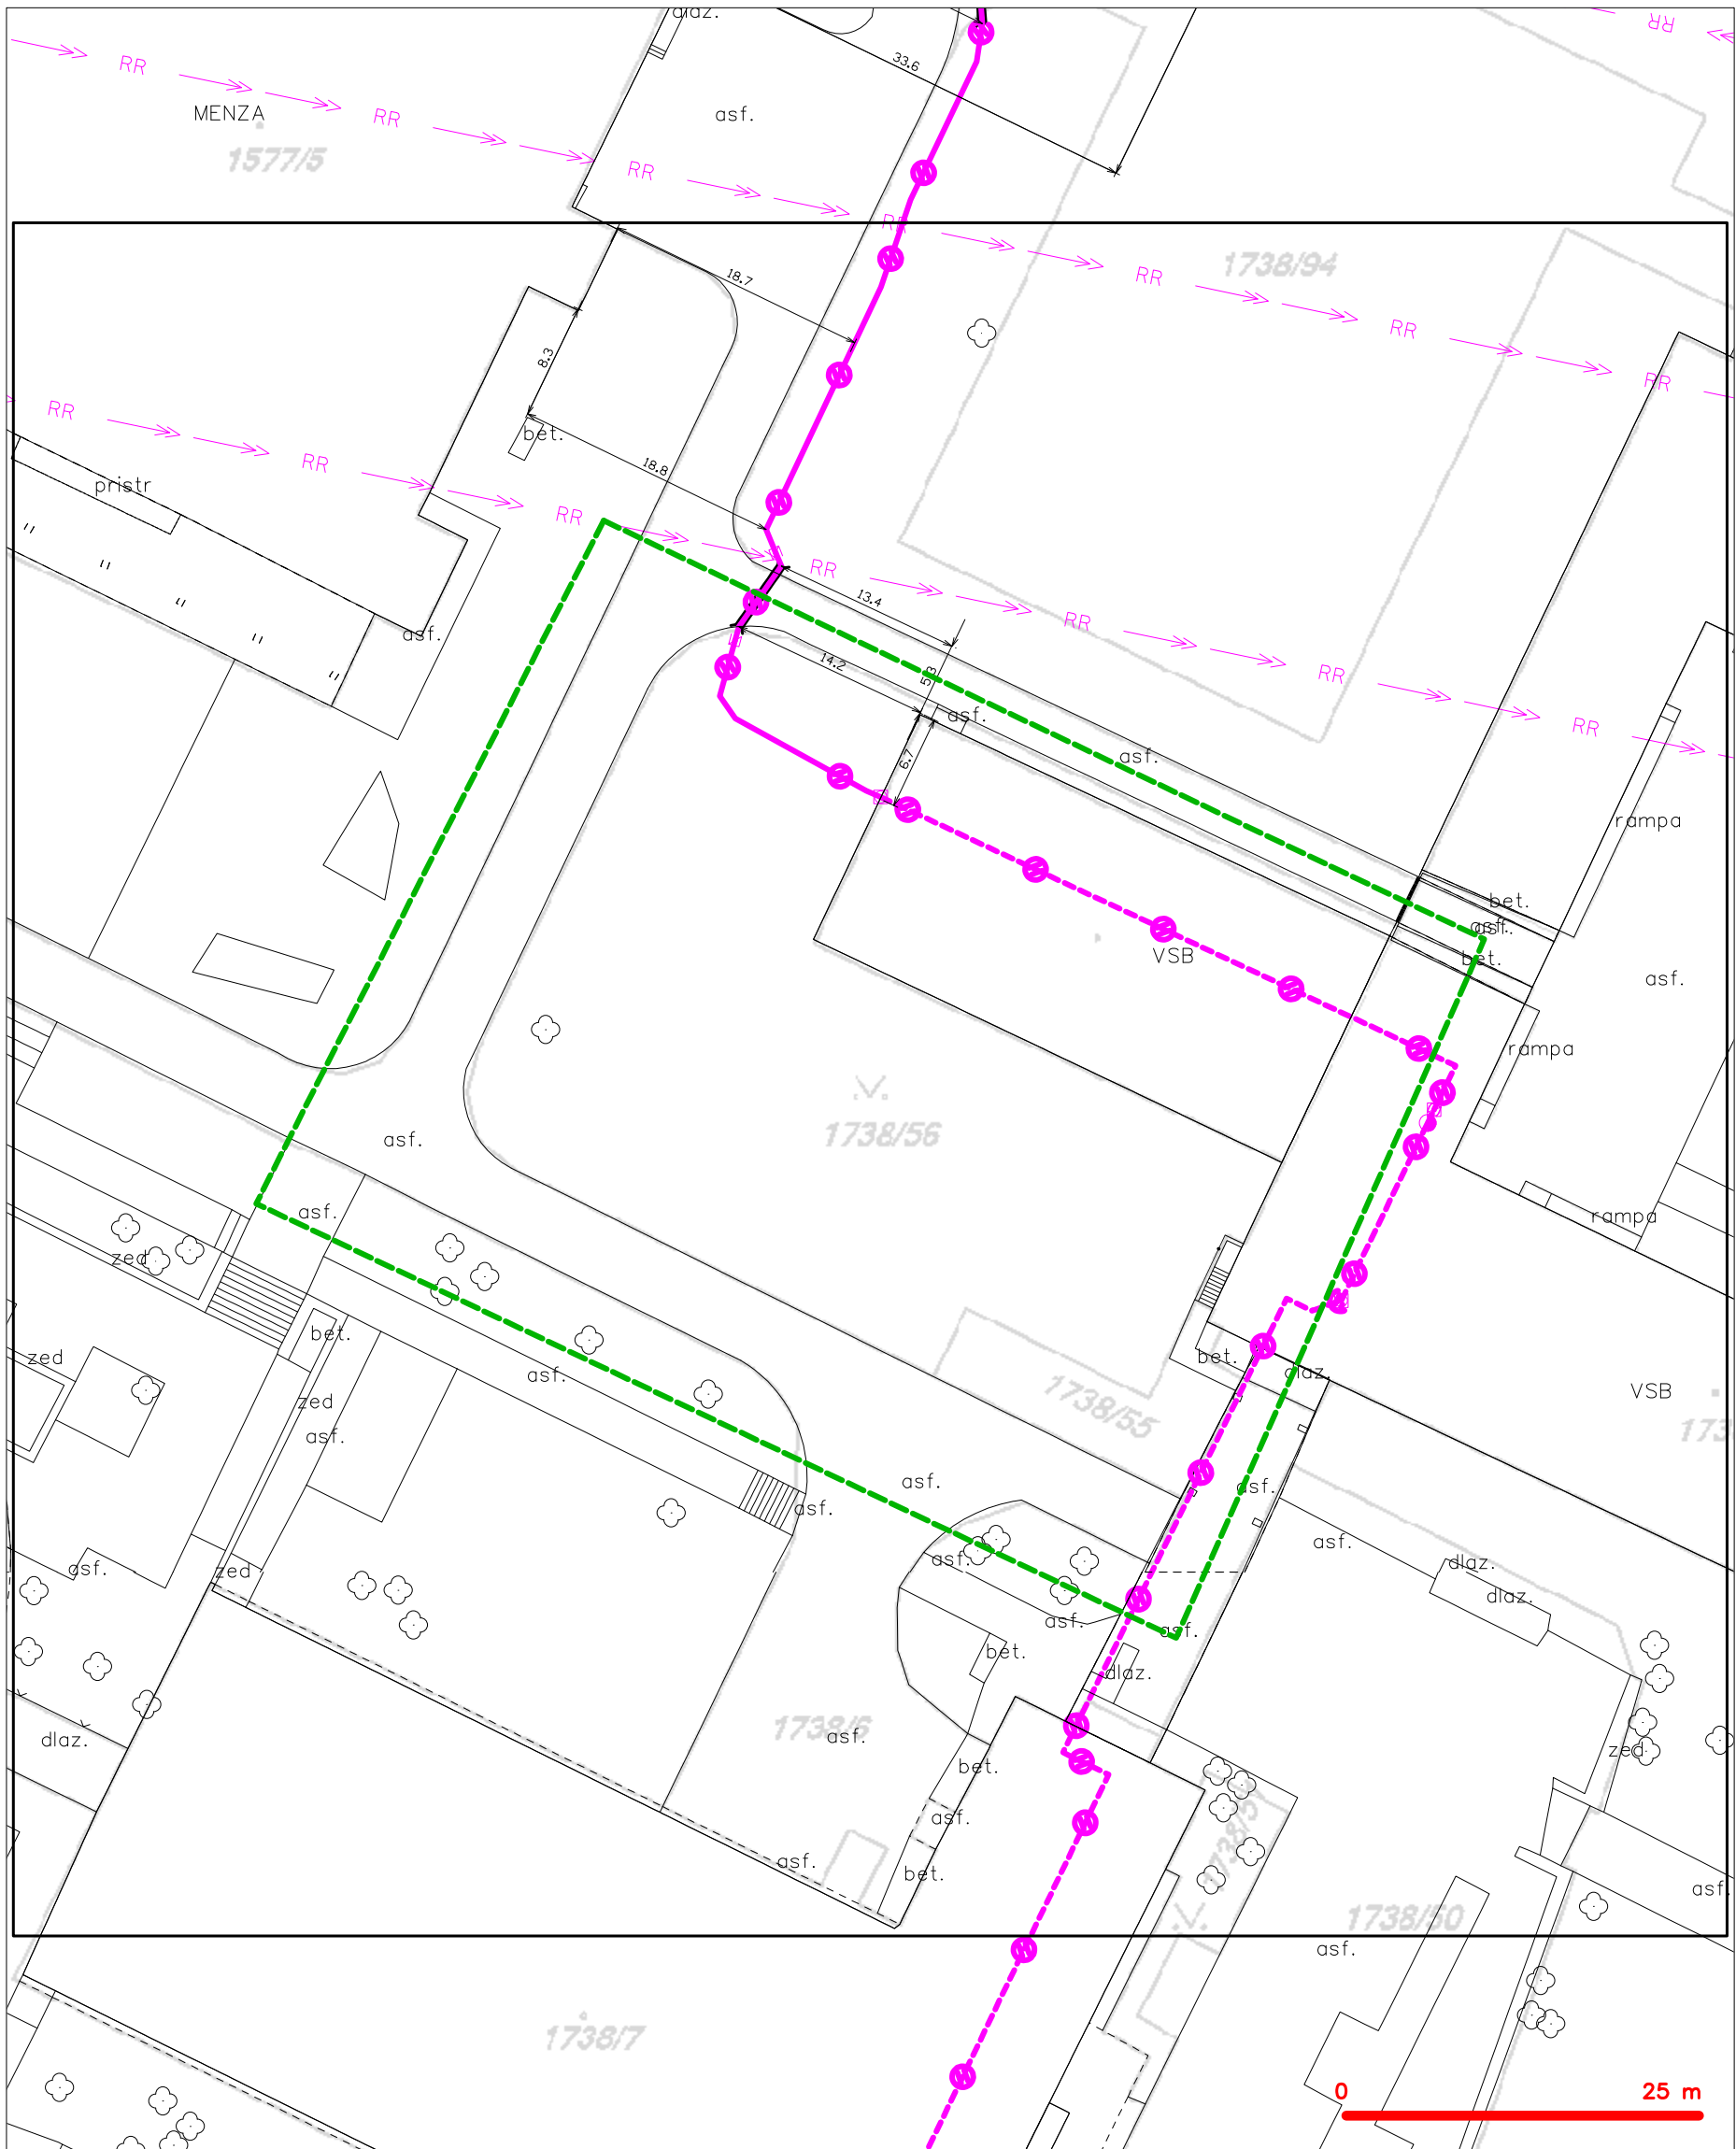 dlaz.
RR
RR
33.6
MENZA
asf.
RR
1577/5
RR
RR
18.7
1738/94
RR
RR
8.3
RR
RR
bet.
18.8
RR
pristr
RR
RR
13.4
RR
asf.
14.2
5.3
RR
asf.
RR
asf.
6.7
rampa
bet.
asf.
asf.
VSB
bet.
asf.
rampa
1738/56
asf.
asf.
rampa
zed
bet.
zed
bet.
dlaz.
asf.
VSB
zed
1738/55
173
asf.
asf.
asf.
asf.
asf.
asf.
dlaz.
asf.
zed
dlaz.
asf.
asf.
bet.
dlaz.
1738/6
asf.
dlaz.
zed
bet.
asf.
asf.
bet.
asf.
1738/50
asf.
1738/7
0 25 m